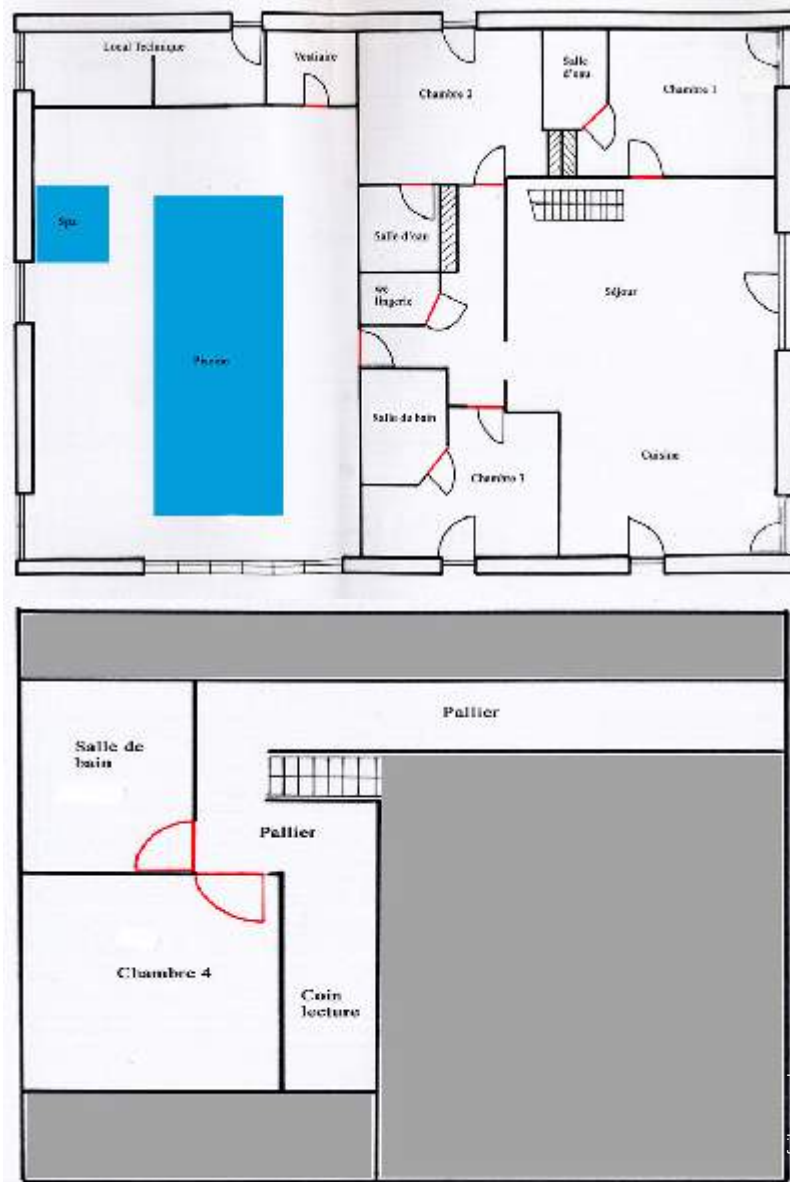 Local Technique
Vestiaire
Salle
d'eau
Chambre 2
Chambre 1
Spa
Salle d'eau
wc
lingerie
Séjour
Piscine
Salle de bain
Cuisine
Chambre 3
Pallier
Salle de
bain
Pallier
Chambre 4
Coin
lecture